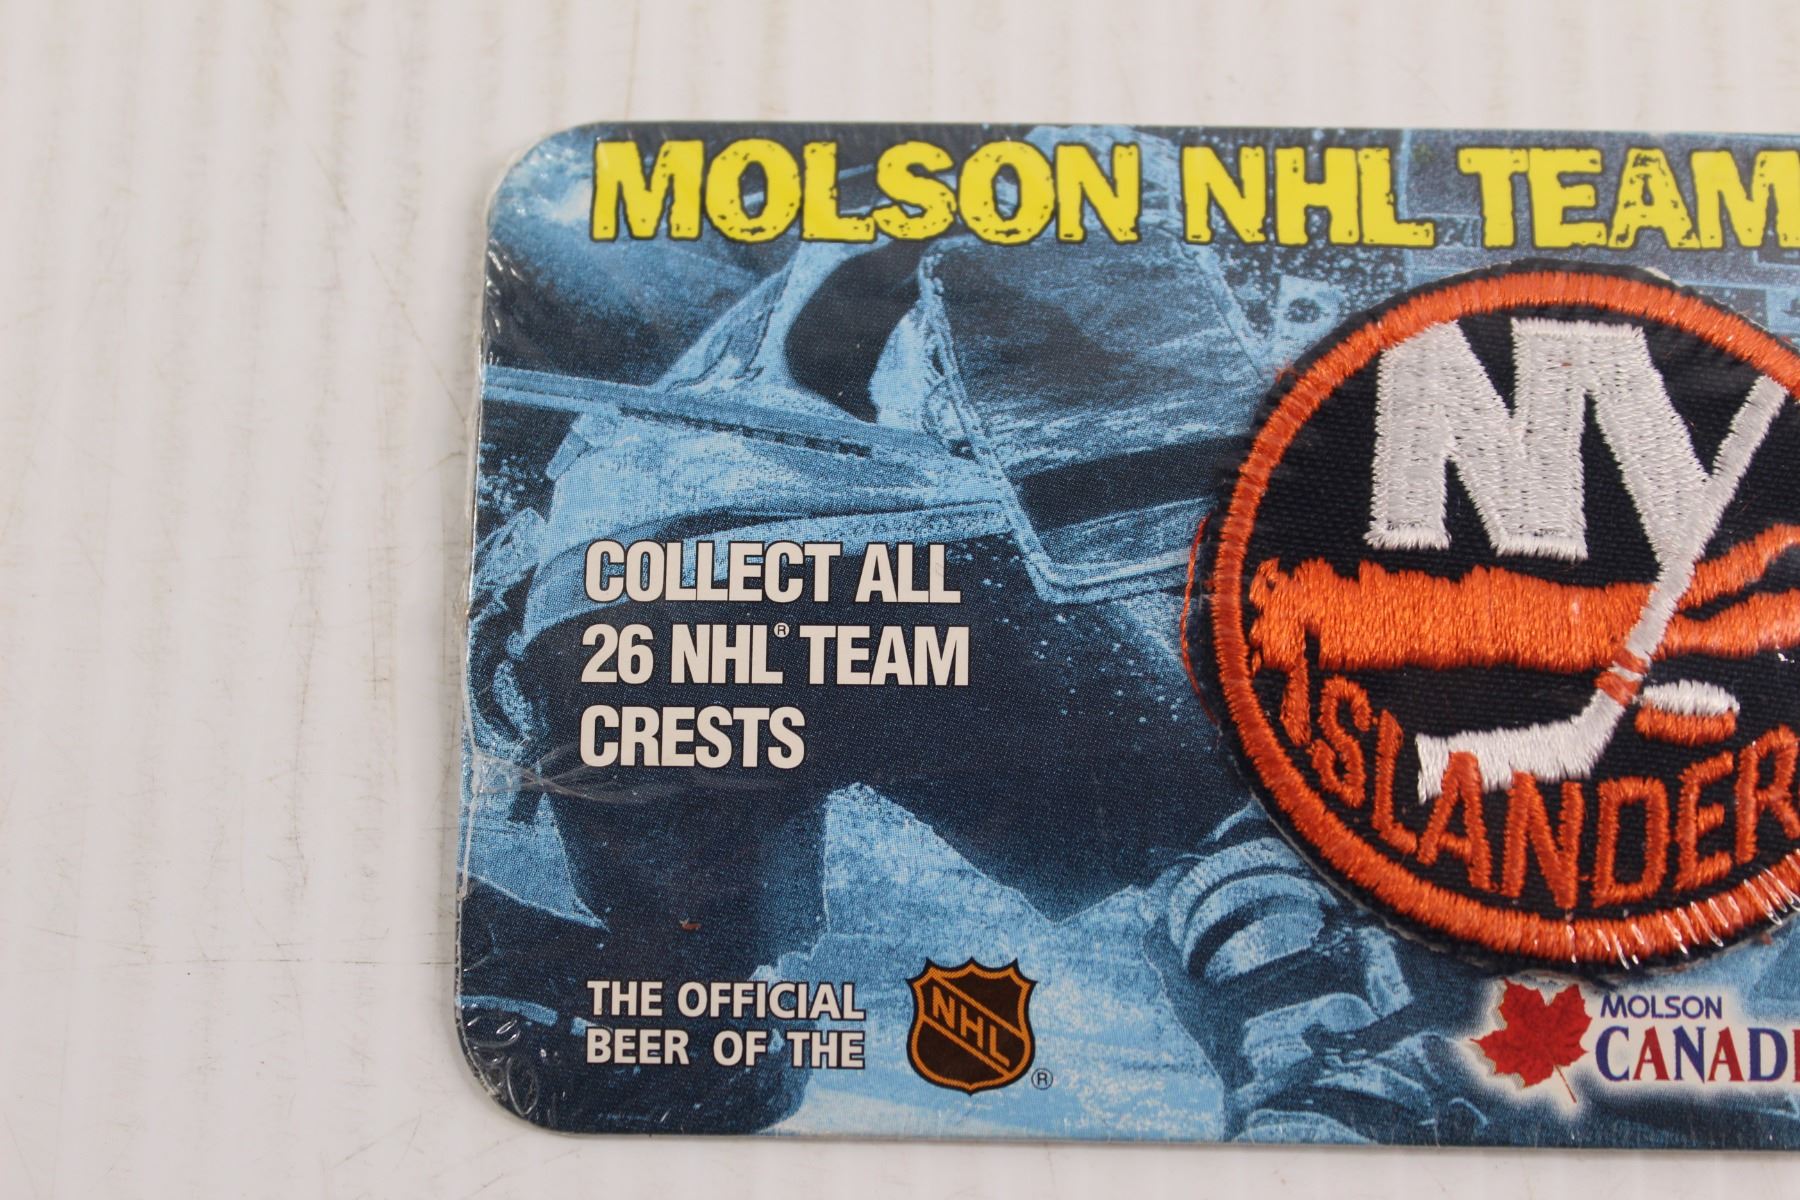 MOLSON NHL TEAM
NY
ISLANDER
COLLECT ALL
26 NHL® TEAM
CRESTS
THE OFFICIAL
BEER OF THE
NHL ®
MOLSON
CANAD